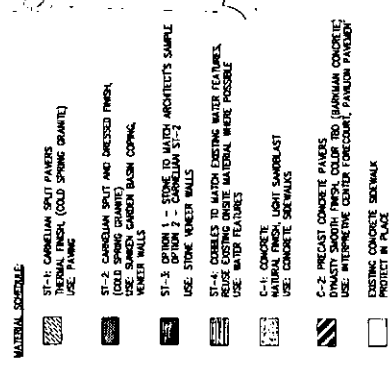 MATERIAL SCHEDULE:
ST-1: CARNELIAN SPLIT PAVERS
THERMAL FINISH, (COLD SPRING GRANITE)
USE: PAVING
ST-2: CARNELIAN SPLIT AND DRESSED FINISH,
(COLD SPRING GRANITE)
USE: SUNKEN GARDEN BASIN COPING,
VENEER WALLS
ST-3: OPTION 1 - STONE TO MATCH ARCHITECT'S SAMPLE
OPTION 2 - CARNELIAN ST-2
USE: STONE VENEER WALLS
ST-4: COBBLES TO MATCH EXISTING WATER FEATURES,
REUSE EXISTING ONSITE MATERIAL WHERE POSSIBLE
USE: WATER FEATURES
C-1: CONCRETE
NATURAL FINISH, LIGHT SANDBLAST
USE: CONCRETE SIDEWALKS
C-2: PRECAST CONCRETE PAVERS
DYNASTY SMOOTH FINISH, COLOR TBD (BARKMAN CONCRETE)
USE: INTERPRETIVE CENTER FORECOURT, PAVILION PAVEMENT
EXISTING CONCRETE SIDEWALK
PROTECT IN PLACE